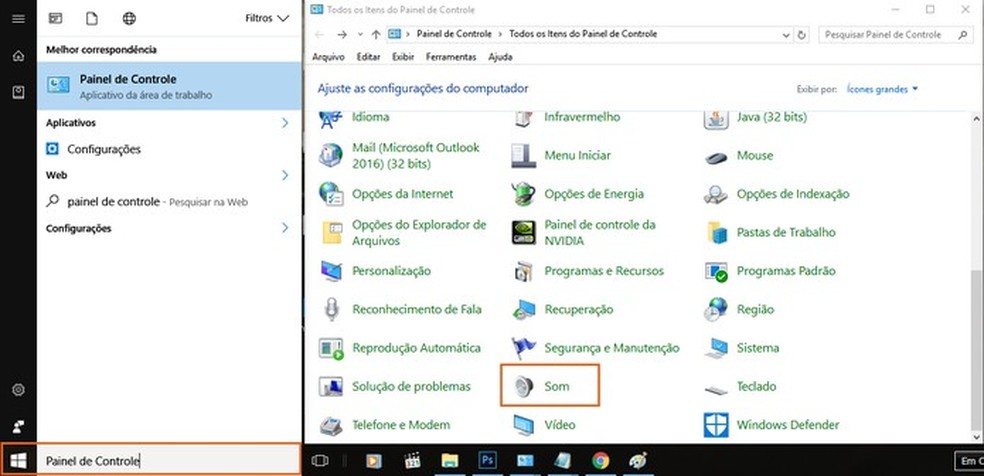 Filtros
Melhor correspondência
Painel de Controle
Aplicativo da área de trabalho
Aplicativos
Configurações
Web
painel de controle - Pesquisar na Web
Configurações
Painel de Controle
Todos os Itens do Painel de Controle
Painel de Controle > Todos os Itens do Painel de Controle
Pesquisar Painel de Controle
Arquivo Editar Exibir Ferramentas Ajuda
Ajuste as configurações do computador
Exibir por: Ícones grandes
Idioma
Infravermelho
Java (32 bits)
Mail (Microsoft Outlook
2016) (32 bits)
Menu Iniciar
Mouse
Opções da Internet
Opções de Energia
Opções de Indexação
Opções do Explorador de
Arquivos
Painel de controle da
NVIDIA
Pastas de Trabalho
Personalização
Programas e Recursos
Programas Padrão
Reconhecimento de Fala
Recuperação
Região
Reprodução Automática
Segurança e Manutenção
Sistema
Solução de problemas
Som
Teclado
Telefone e Modem
Vídeo
Windows Defender
Ps
Em